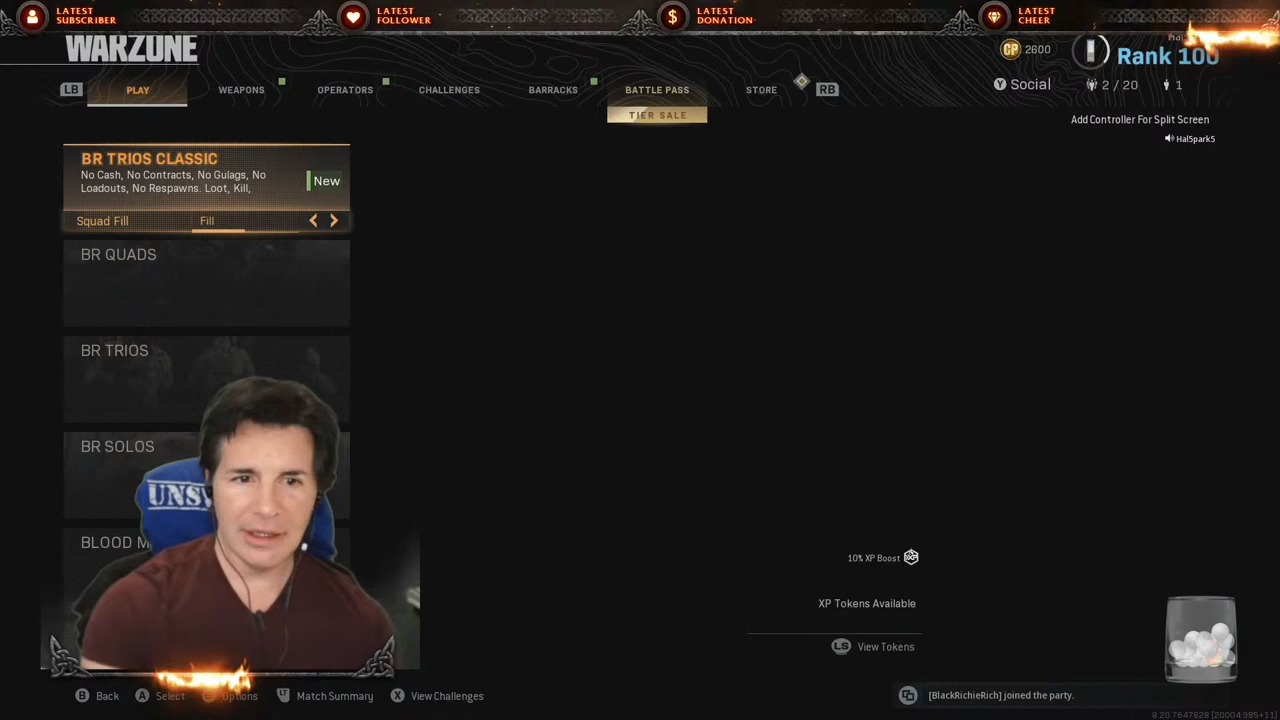 LATEST
SUBSCRIBER
LATEST
FOLLOWER
LATEST
DONATION
LATEST
CHEER
WARZONE
2600
Rank 100
LB
PLAY
WEAPONS
OPERATORS
CHALLENGES
BARRACKS
BATTLE PASS
STORE
RB
Y Social
2 / 20
1
TIER SALE
Add Controller For Split Screen
HalSpark5
BR TRIOS CLASSIC
No Cash, No Contracts, No Gulags, No
Loadouts, No Respawns. Loot, Kill,
New
Squad Fill
Fill
BR QUADS
BR TRIOS
BR SOLOS
BLOOD M
UNSW
10% XP Boost
XP Tokens Available
LS View Tokens
B Back
A Select
Options
LT Match Summary
X View Challenges
[BlackRichieRich] joined the party.